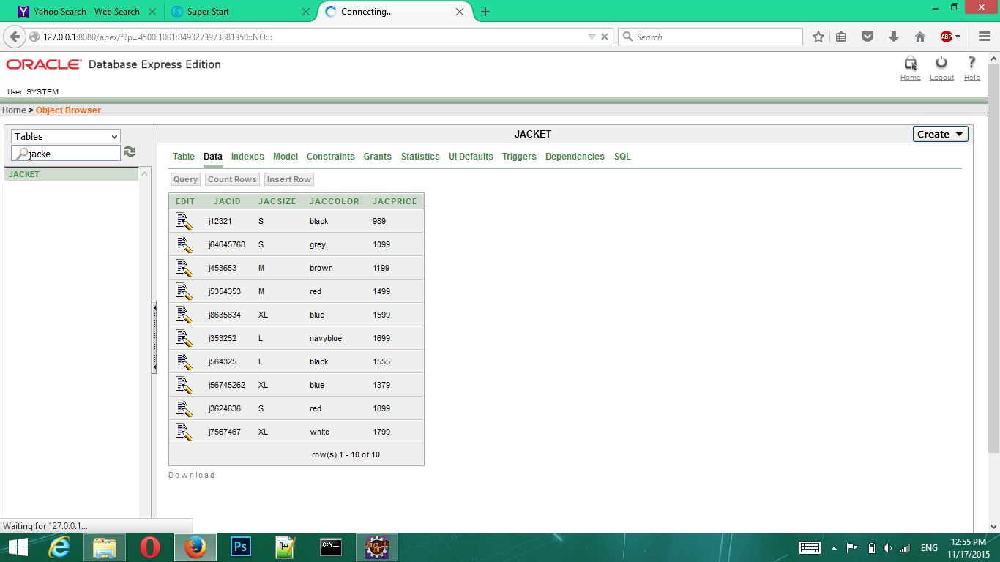 Yahoo Search - Web Search
Super Start
Connecting...
127.0.0.1:8080/apex/f?p=4500:1001:8493273973881350::NO:::
Search
ABP
ORACLE Database Express Edition
Home Logout Help
User: SYSTEM
Home > Object Browser
Tables
jacke
JACKET
JACKET
Create
Table Data Indexes Model Constraints Grants Statistics UI Defaults Triggers Dependencies SQL
Query Count Rows Insert Row
EDIT JACID JACSIZE JACCOLOR JACPRICE
j12321 S black 989
j64645768 S grey 1099
j453653 M brown 1199
j5354353 M red 1499
j8635634 XL blue 1599
j353252 L navyblue 1699
j564325 L black 1555
j56745262 XL blue 1379
j3624636 S red 1899
j7567467 XL white 1799
row(s) 1 - 10 of 10
Download
Waiting for 127.0.0.1...
Ps
C:\
Java EE
IDE
ENG
12:55 PM
11/17/2015